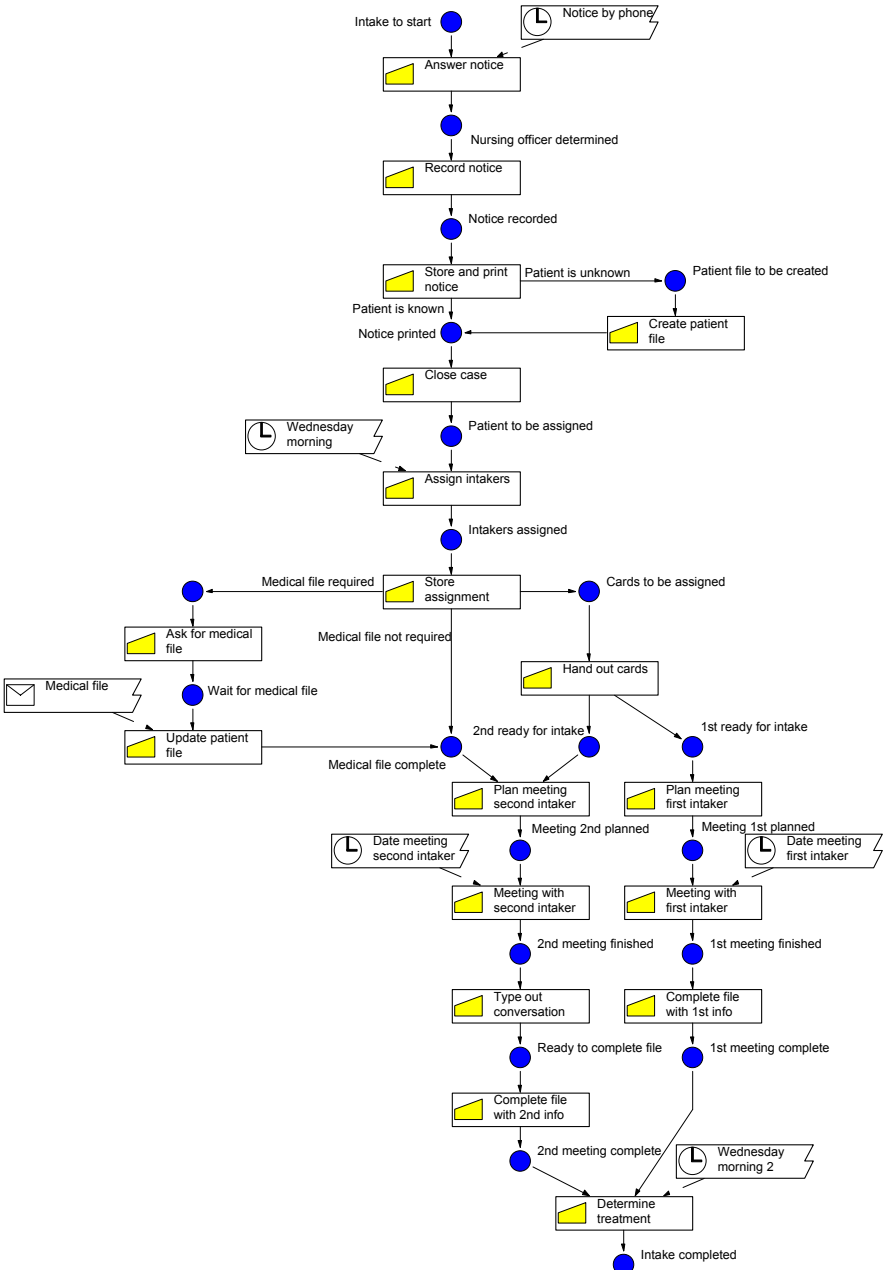 Notice by phone
Intake to start
Answer notice
Nursing officer determined
Record notice
Notice recorded
Store and print
notice
Patient is unknown
Patient file to be created
Patient is known
Notice printed
Create patient
file
Close case
Wednesday
morning
Patient to be assigned
Assign intakers
Intakers assigned
Medical file required
Store
assignment
Cards to be assigned
Ask for medical
file
Medical file not required
Hand out cards
Medical file
Wait for medical file
Update patient
file
2nd ready for intake
1st ready for intake
Medical file complete
Plan meeting
second intaker
Plan meeting
first intaker
Meeting 2nd planned
Meeting 1st planned
Date meeting
second intaker
Date meeting
first intaker
Meeting with
second intaker
Meeting with
first intaker
2nd meeting finished
1st meeting finished
Type out
conversation
Complete file
with 1st info
Ready to complete file
1st meeting complete
Complete file
with 2nd info
2nd meeting complete
Wednesday
morning 2
Determine
treatment
Intake completed